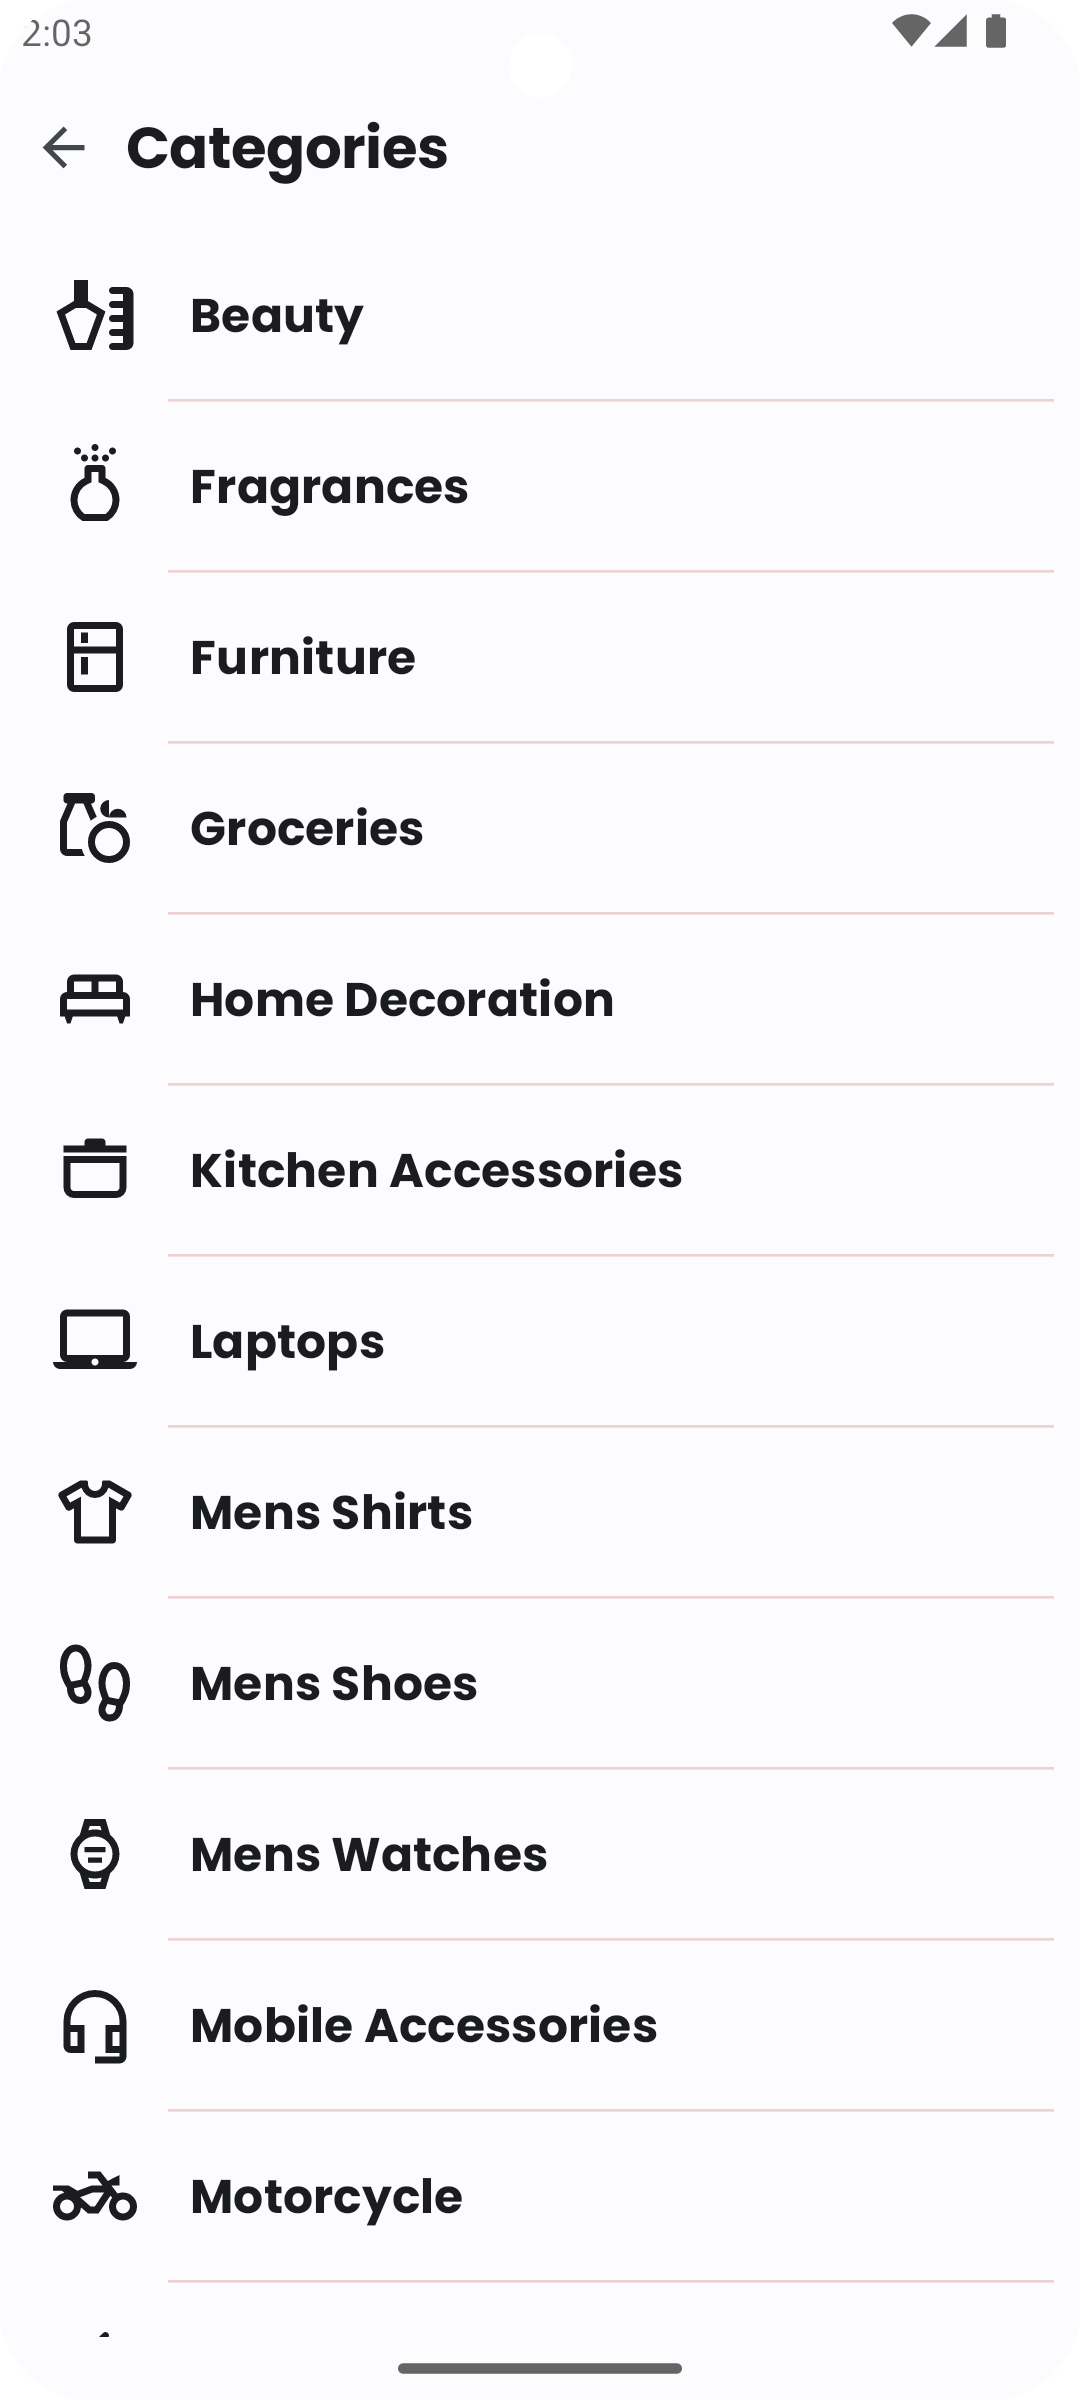 2:03
Categories
Beauty
Fragrances
Furniture
Groceries
Home Decoration
Kitchen Accessories
Laptops
Mens Shirts
Mens Shoes
Mens Watches
Mobile Accessories
Motorcycle